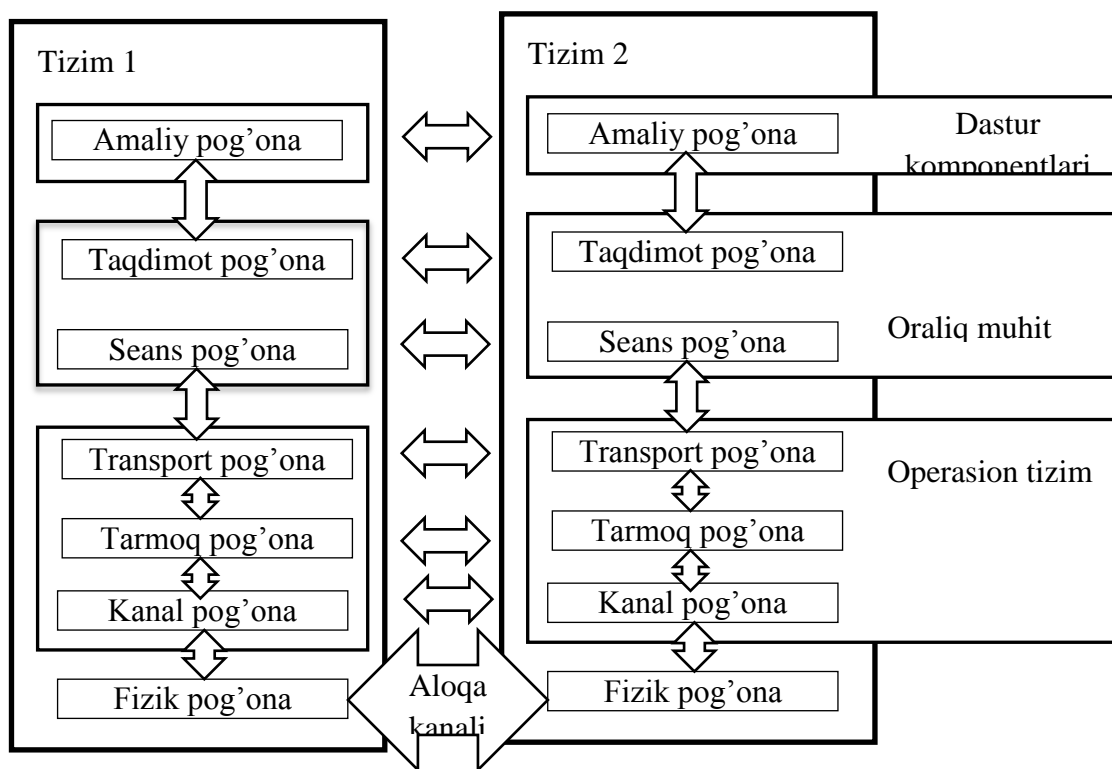 Tizim 1
Amaliy pog’ona
Taqdimot pog’ona
Seans pog’ona
Transport pog’ona
Tarmoq pog’ona
Kanal pog’ona
Fizik pog’ona
Aloqa
kanali
Tizim 2
Amaliy pog’ona
Taqdimot pog’ona
Seans pog’ona
Transport pog’ona
Tarmoq pog’ona
Kanal pog’ona
Fizik pog’ona
Dastur
komponentlari
Oraliq muhit
Operasion tizim